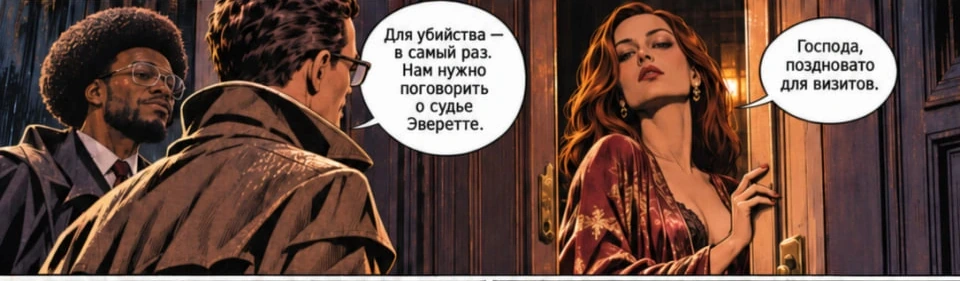 Для убийства —
в самый раз.
Нам нужно
поговорить
о судье
Эверетте.
Господа,
поздновато
для визитов.